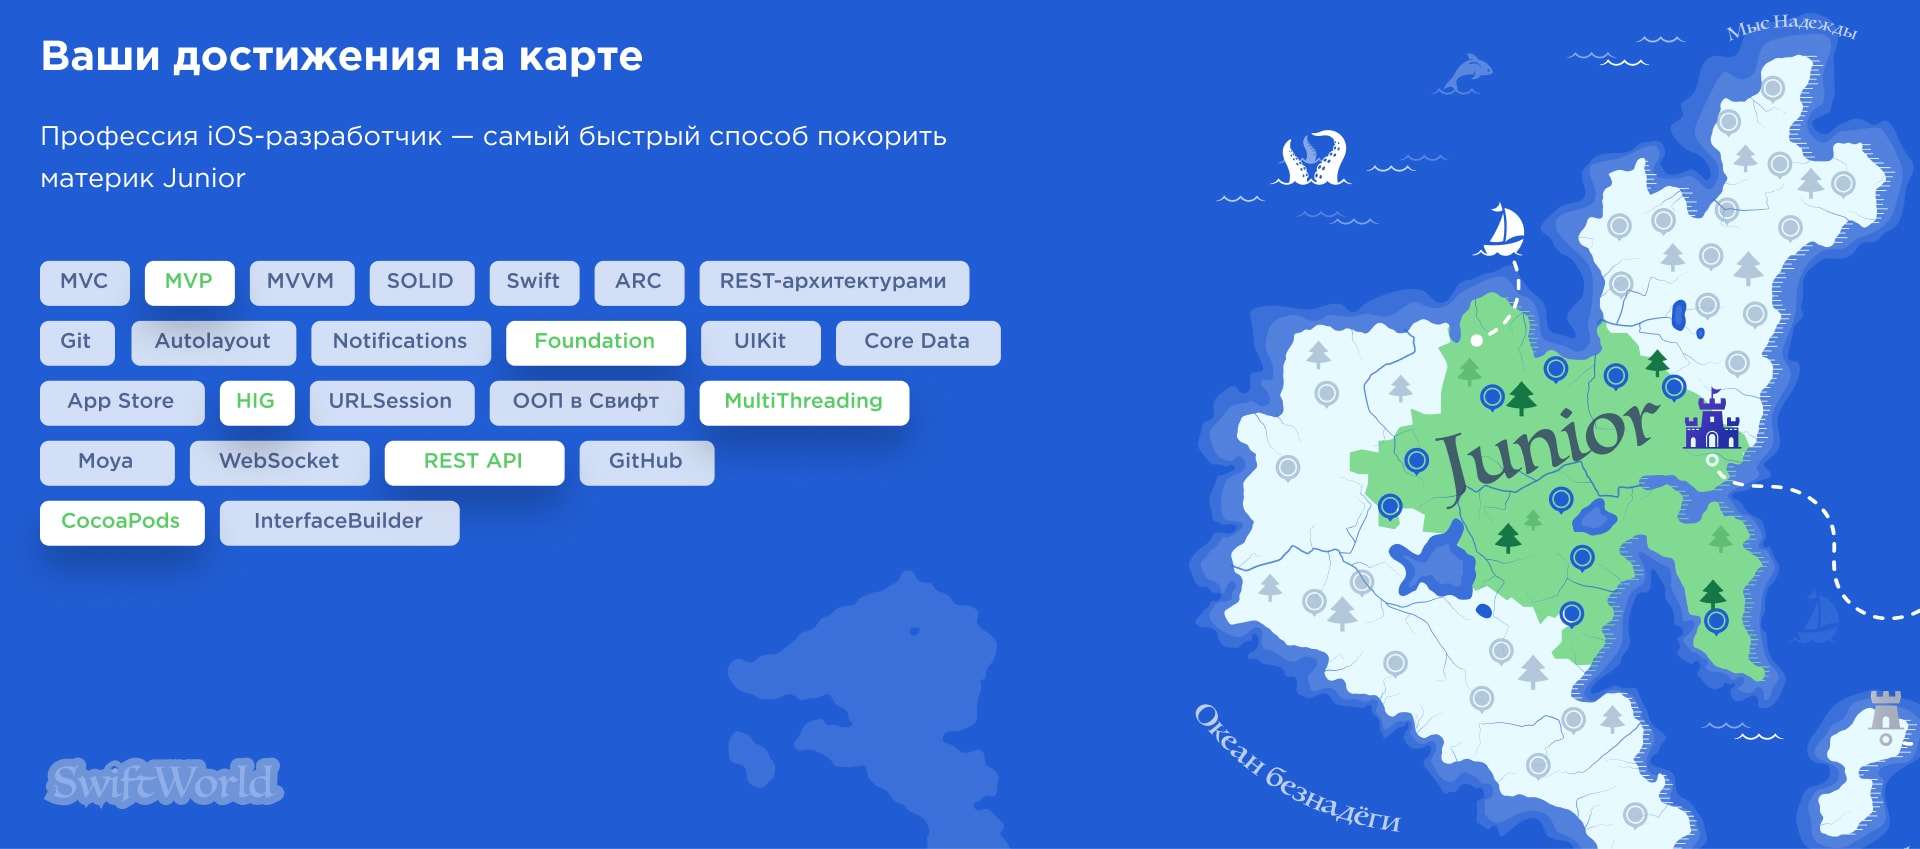 Ваши достижения на карте
Профессия iOS-разработчик — самый быстрый способ покорить
материк Junior
MVC MVP MVVM SOLID Swift ARC REST-архитектурами
Git Autolayout Notifications Foundation UIKit Core Data
App Store HIG URLSession ООП в Свифт MultiThreading
Moya WebSocket REST API GitHub
CocoaPods InterfaceBuilder
SwiftWorld
Мыс Надежды
Junior
Океан безнадёги